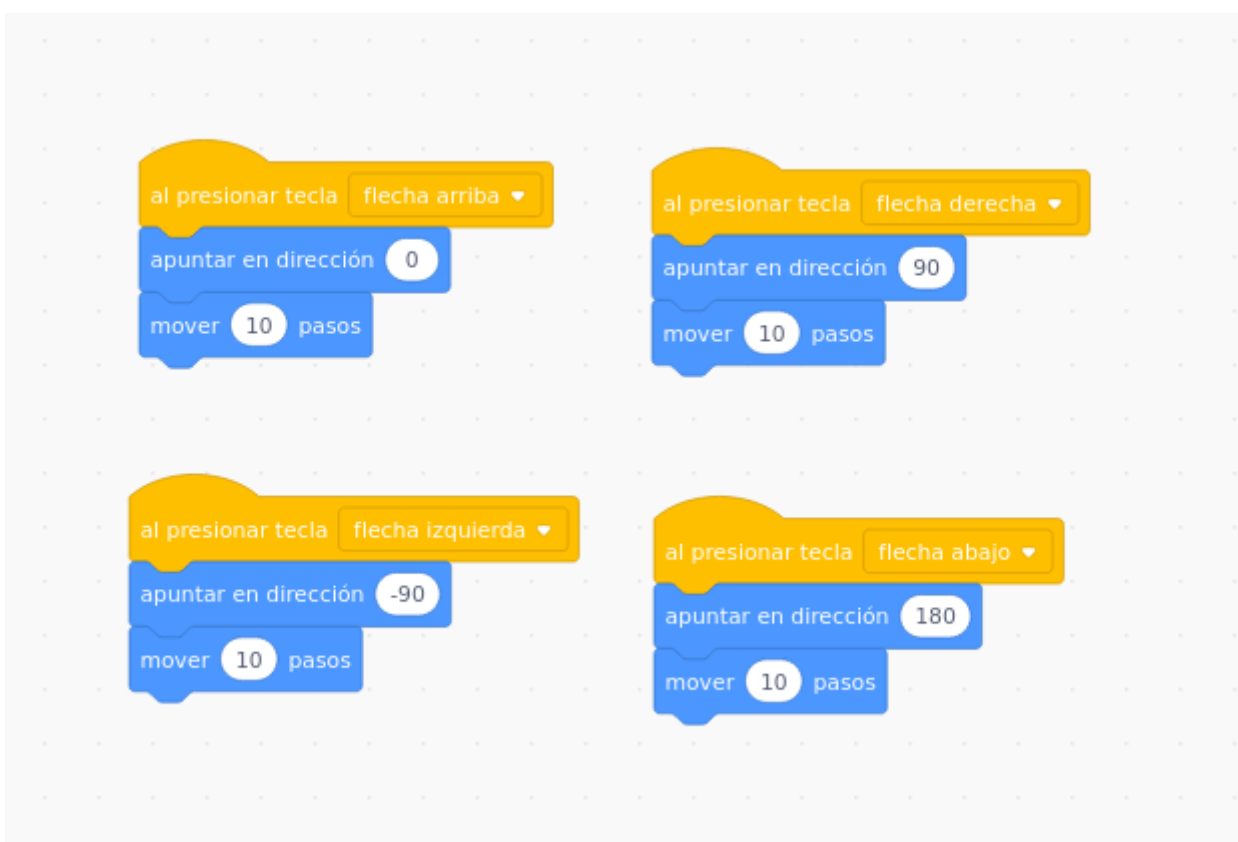 al presionar tecla flecha arriba
apuntar en dirección 0
mover 10 pasos
al presionar tecla flecha derecha
apuntar en dirección 90
mover 10 pasos
al presionar tecla flecha izquierda
apuntar en dirección -90
mover 10 pasos
al presionar tecla flecha abajo
apuntar en dirección 180
mover 10 pasos